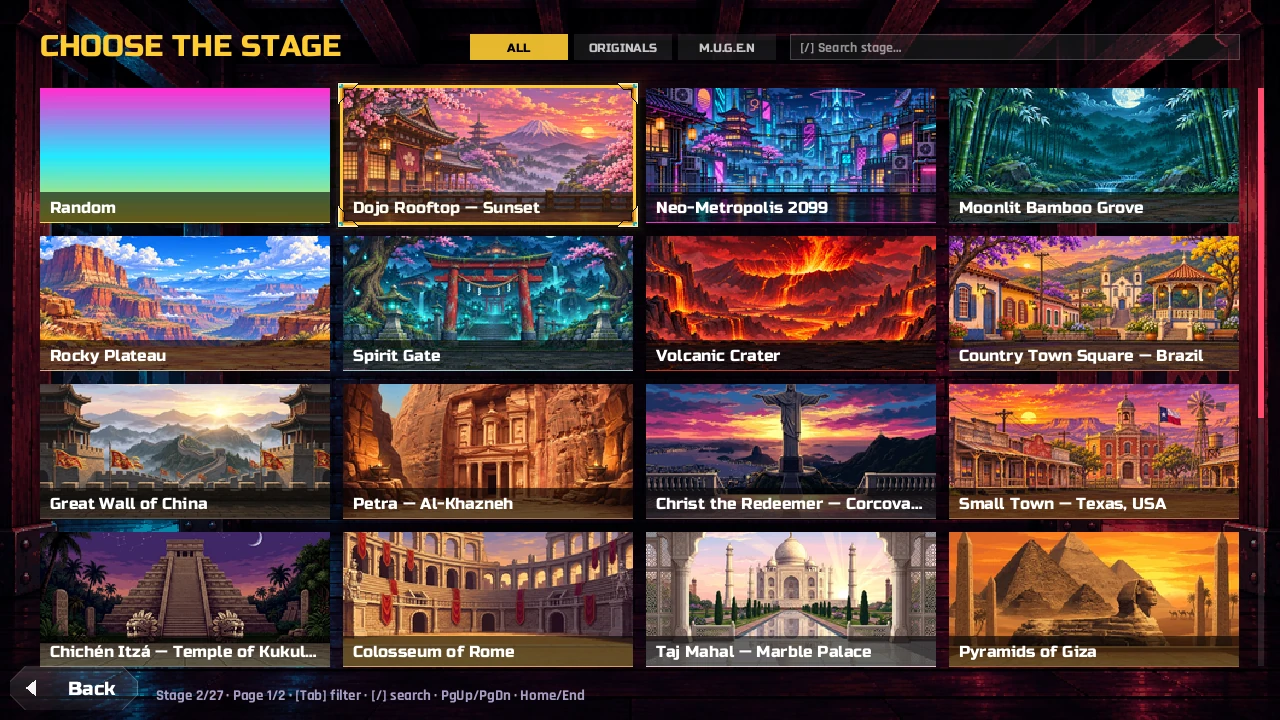 CHOOSE THE STAGE
ALL
ORIGINALS
M.U.G.E.N
[/] Search stage...
Random
Dojo Rooftop — Sunset
Neo-Metropolis 2099
Moonlit Bamboo Grove
Rocky Plateau
Spirit Gate
Volcanic Crater
Country Town Square — Brazil
Great Wall of China
Petra — Al-Khazneh
Christ the Redeemer — Corcova...
Small Town — Texas, USA
Chichén Itzá — Temple of Kukul...
Colosseum of Rome
Taj Mahal — Marble Palace
Pyramids of Giza
Back
Stage 2/27 · Page 1/2 · [Tab] filter · [/] search · PgUp/PgDn · Home/End